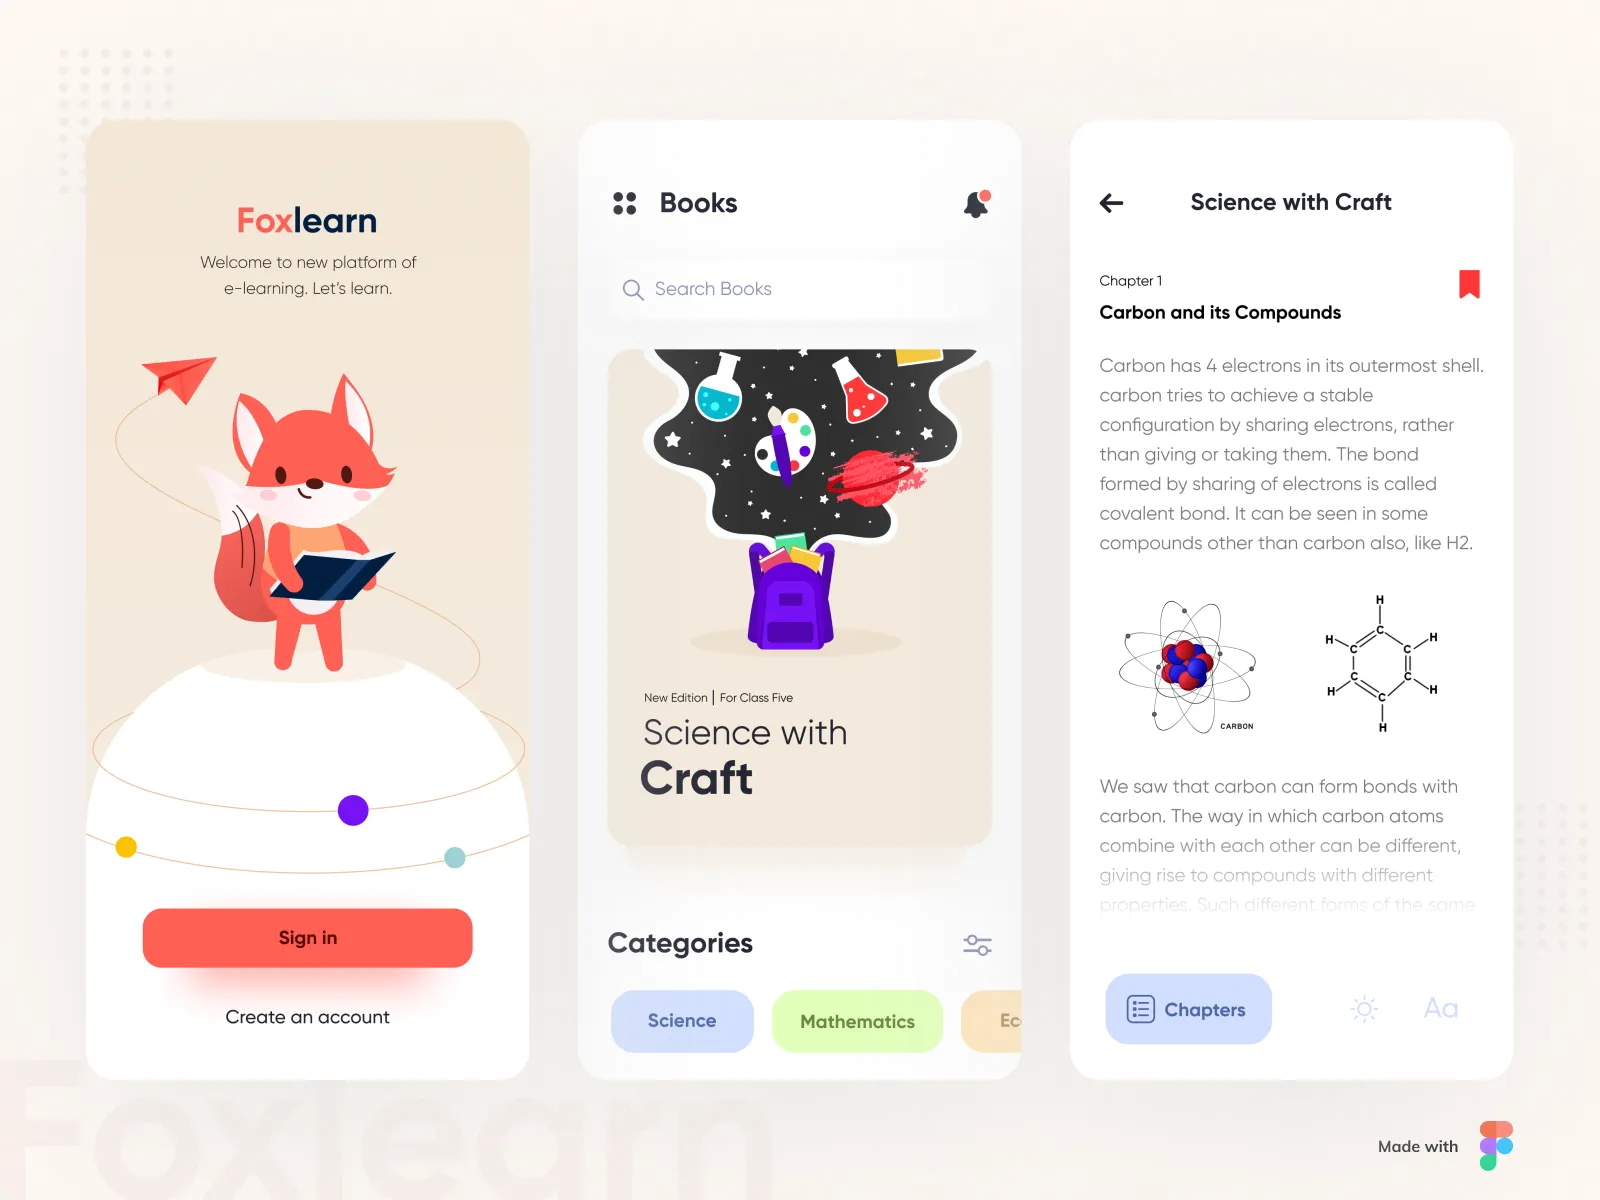 Foxlearn
Welcome to new platform of
e-learning. Let's learn.
Sign in
Create an account
Books
Search Books
New Edition | For Class Five
Science with
Craft
Categories
Science
Mathematics
Ec
Science with Craft
Chapter 1
Carbon and its Compounds
Carbon has 4 electrons in its outermost shell.
carbon tries to achieve a stable
configuration by sharing electrons, rather
than giving or taking them. The bond
formed by sharing of electrons is called
covalent bond. It can be seen in some
compounds other than carbon also, like H2.
CARBON
H
H C H
C C
C C
H C H
H
We saw that carbon can form bonds with
carbon. The way in which carbon atoms
combine with each other can be different,
giving rise to compounds with different
properties. Such different forms of the same
Chapters
Aa
Foxlearn
Made with